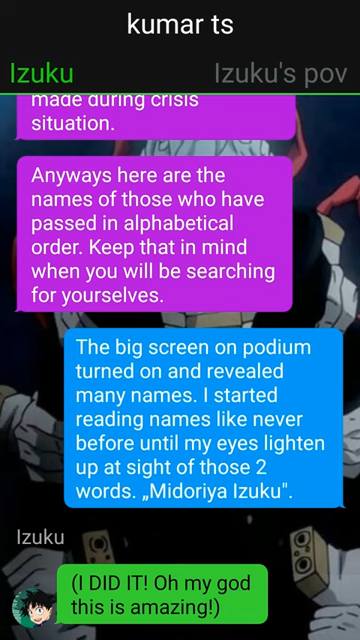 kumar ts
Izuku
Izuku's pov
made during crisis
situation.
Anyways here are the
names of those who have
passed in alphabetical
order. Keep that in mind
when you will be searching
for yourselves.
The big screen on podium
turned on and revealed
many names. I started
reading names like never
before until my eyes lighten
up at sight of those 2
words. „Midoriya Izuku".
Izuku
(I DID IT! Oh my god
this is amazing!)